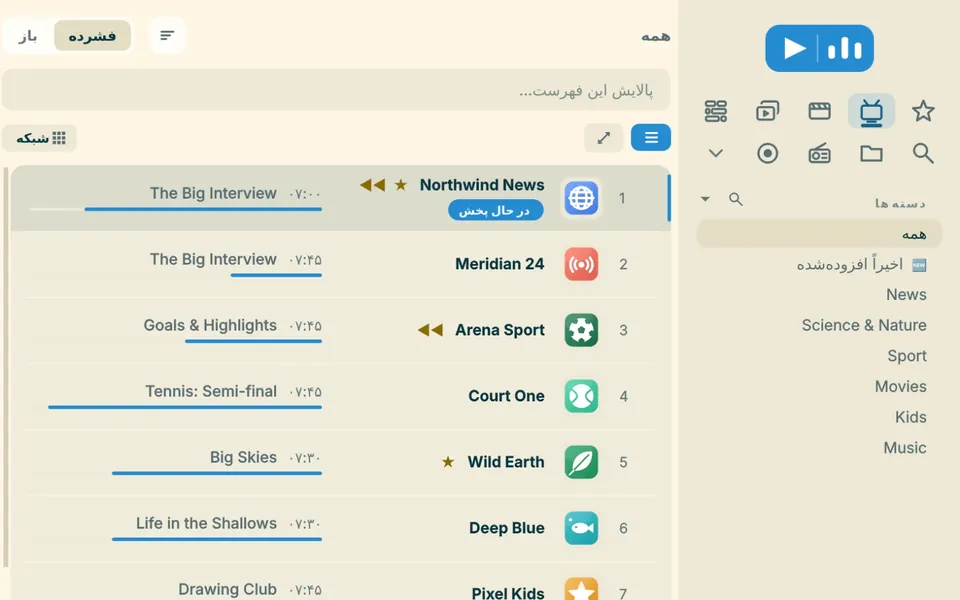 همه
فشرده
باز
پالایش این فهرست...
شبکه
1 Northwind News ۰۷:۰۰ The Big Interview
در حال پخش
2 Meridian 24 ۰۷:۴۵ The Big Interview
3 Arena Sport ۰۷:۴۵ Goals & Highlights
4 Court One ۰۷:۴۵ Tennis: Semi-final
5 Wild Earth ۰۷:۳۰ Big Skies
6 Deep Blue ۰۷:۳۰ Life in the Shallows
7 Pixel Kids ۰۷:۴۵ Drawing Club
دسته ها
همه
اخیراً افزوده‌شده
News
Science & Nature
Sport
Movies
Kids
Music